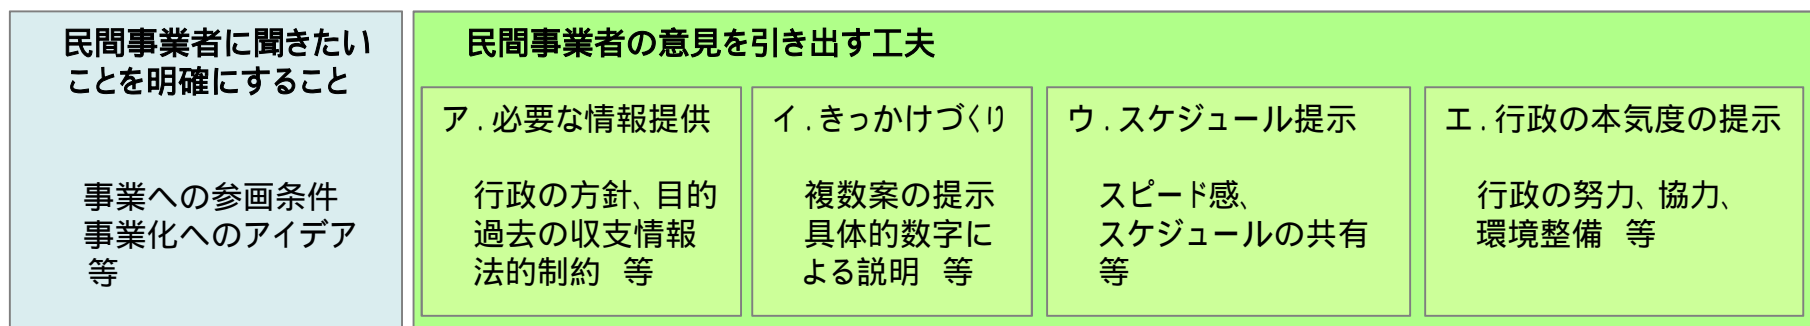 民間事業者に聞きたい
ことを明確にすること
事業への参画条件
事業化へのアイデア
等
民間事業者の意見を引き出す工夫
ア．必要な情報提供
行政の方針、目的
過去の収支情報
法的制約　等
イ．きっかけづくり
複数案の提示
具体的数字に
よる説明　等
ウ．スケジュール提示
スピード感、
スケジュールの共有
等
エ．行政の本気度の提示
行政の努力、協力、
環境整備　等